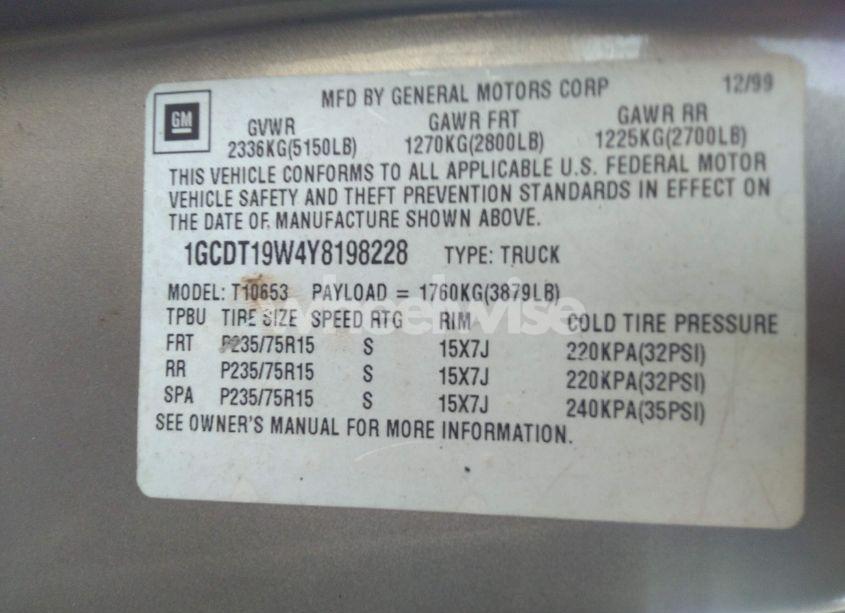 MFD BY GENERAL MOTORS CORP 12/99
GM
GVWR GAWR FRT GAWR RR
2336KG(5150LB) 1270KG(2800LB) 1225KG(2700LB)
THIS VEHICLE CONFORMS TO ALL APPLICABLE U.S. FEDERAL MOTOR
VEHICLE SAFETY AND THEFT PREVENTION STANDARDS IN EFFECT ON
THE DATE OF MANUFACTURE SHOWN ABOVE.
1GCDT19W4Y8198228 TYPE: TRUCK
MODEL: T10653 PAYLOAD = 1760KG(3879LB)
wheelwise
TPBU TIRE SIZE SPEED RTG RIM COLD TIRE PRESSURE
FRT P235/75R15 S 15X7J 220KPA(32PSI)
RR P235/75R15 S 15X7J 220KPA(32PSI)
SPA P235/75R15 S 15X7J 240KPA(35PSI)
SEE OWNER'S MANUAL FOR MORE INFORMATION.